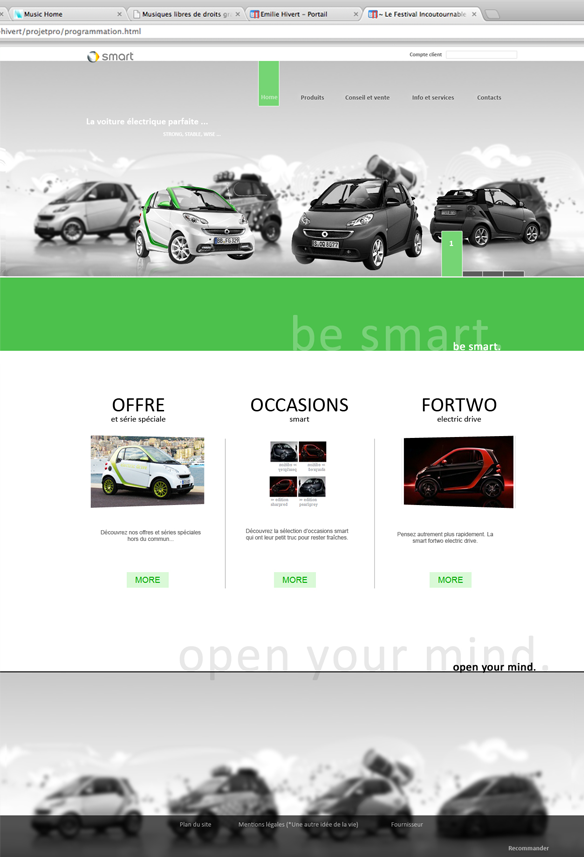 Music Home
Musiques libres de droits gr
Emilie Hivert – Portail
~ Le Festival Incoutournable
hivert/projetpro/programmation.html
smart
Compte client
Home
Produits
Conseil et vente
Info et services
Contacts
La voiture électrique parfaite ...
1
be smart
be smart.
OFFRE
et série spéciale
OCCASIONS
smart
FORTWO
electric drive
Découvrez nos offres et séries spéciales
hors du commun...
Découvrez la sélection d'occasions smart
qui ont leur petit truc pour rester fraîches.
Pensez autrement plus rapidement. La
smart fortwo electric drive.
MORE
MORE
MORE
open your mind.
open your mind.
Plan du site
Mentions légales (*Une autre idée de la vie)
Fournisseur
Recommander